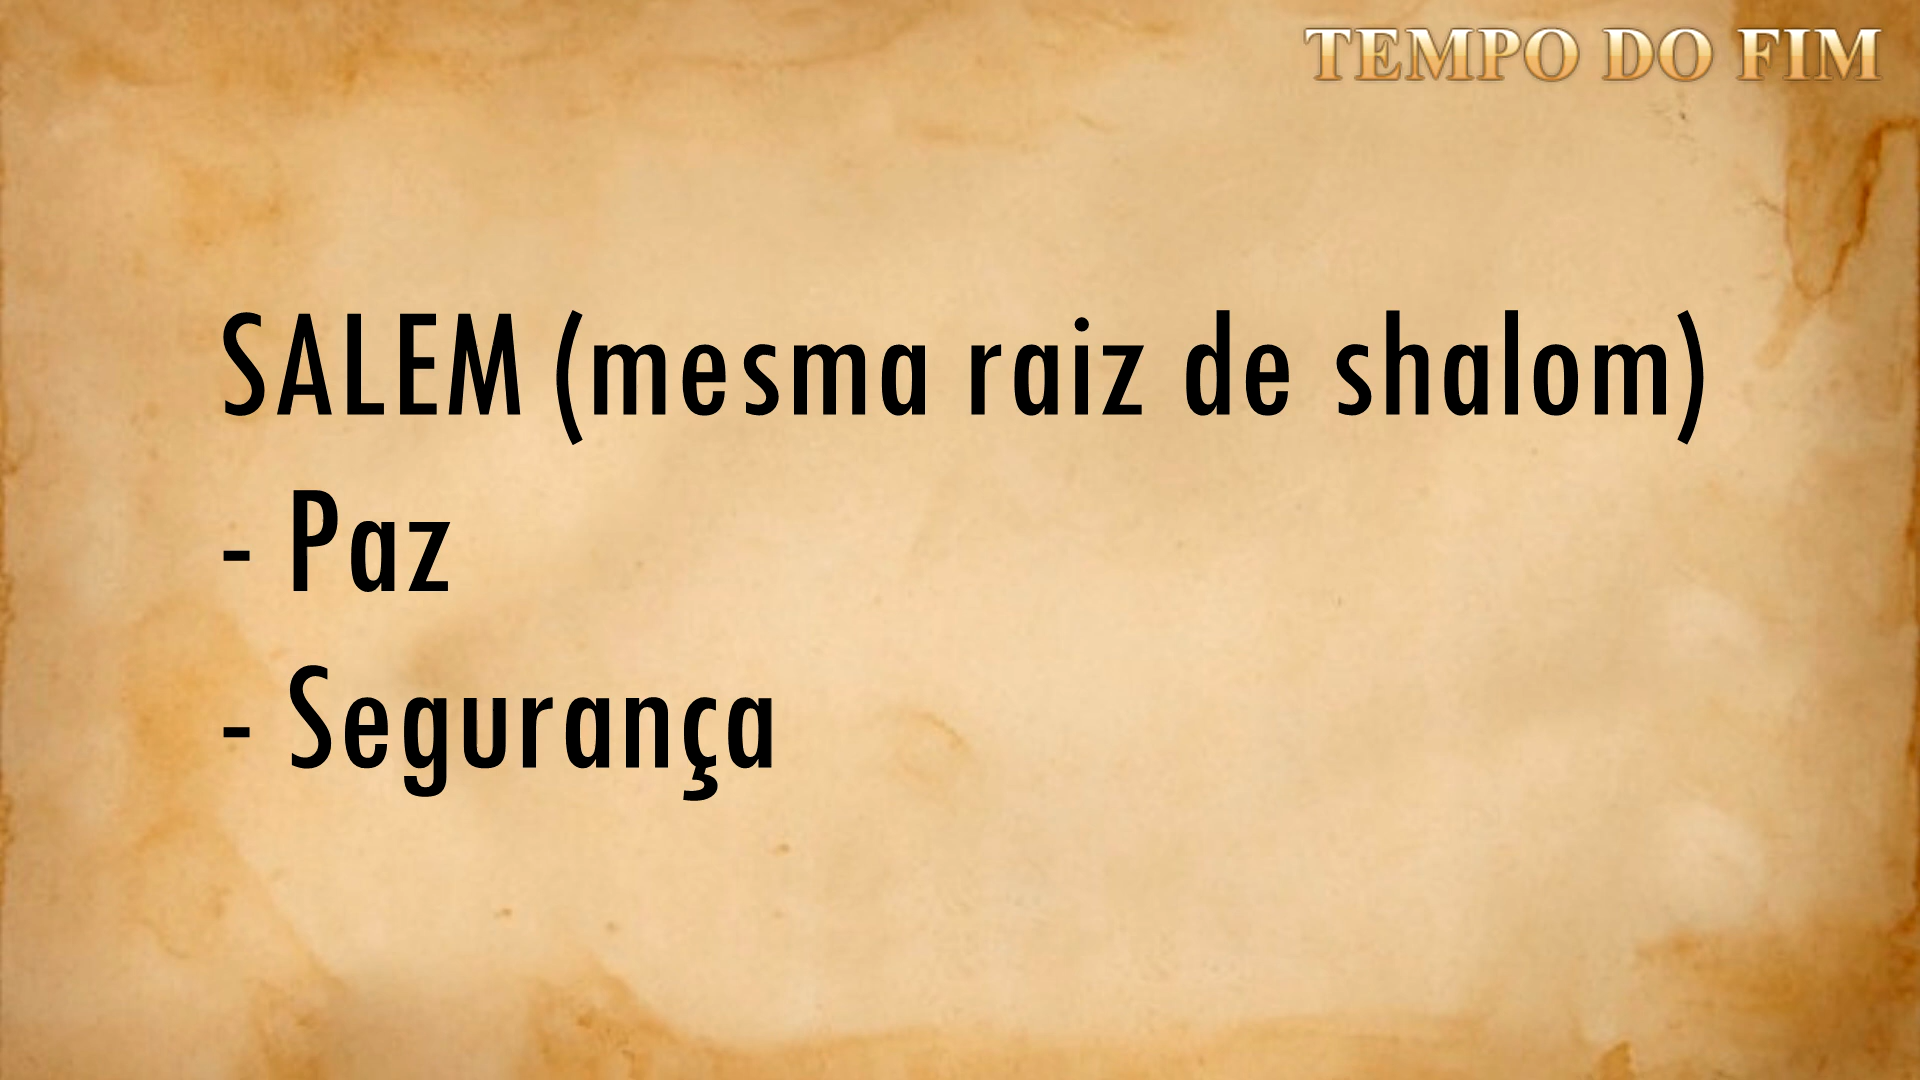 TEMPO DO FIM
SALEM (mesma raiz de shalom)
- Paz
- Segurança